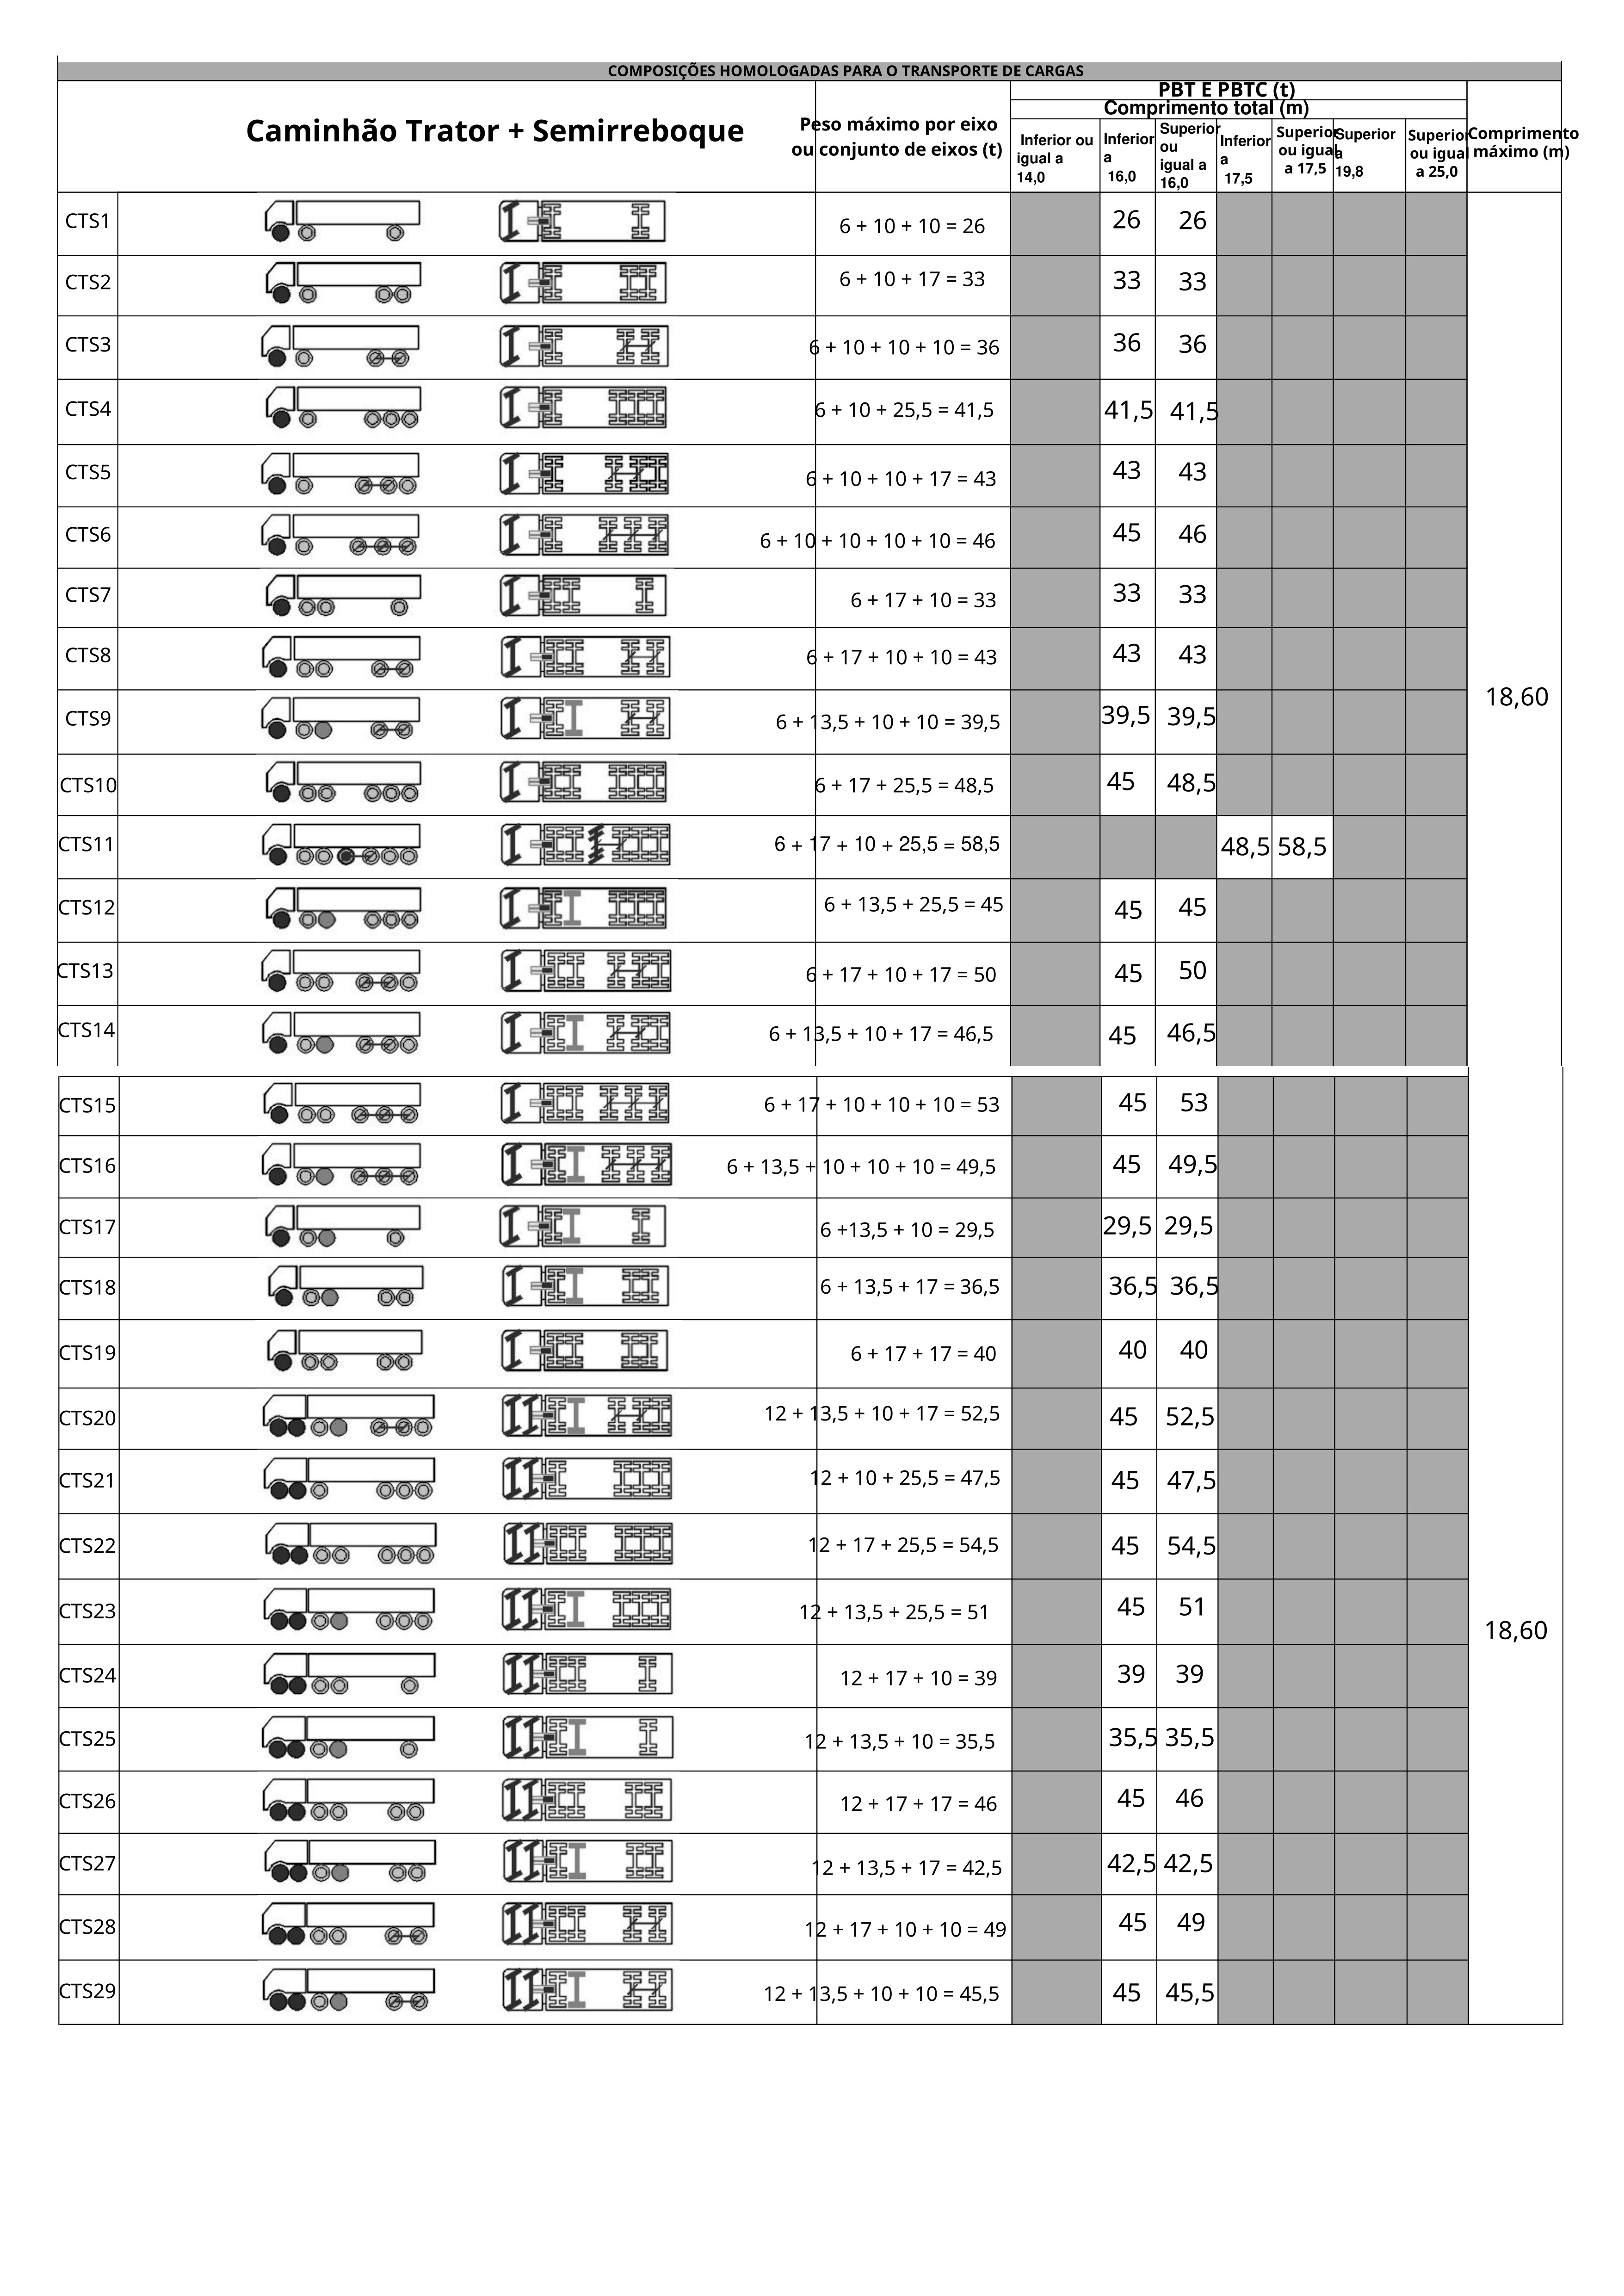 COMPOSIÇÕES HOMOLOGADAS PARA O TRANSPORTE DE CARGAS
Caminhão Trator + Semirreboque
Peso máximo por eixo
ou conjunto de eixos (t)
PBT E PBTC (t)
Comprimento total (m)
Inferior ou
igual a
14,0
Inferior
a
16,0
Superior
ou
igual a
16,0
Inferior
a
17,5
Superior
ou igual
a 17,5
Superior
a
19,8
Superior
ou igual
a 25,0
Comprimento
máximo (m)
CTS1 6 + 10 + 10 = 26 26 26
CTS2 6 + 10 + 17 = 33 33 33
CTS3 6 + 10 + 10 + 10 = 36 36 36
CTS4 6 + 10 + 25,5 = 41,5 41,5 41,5
CTS5 6 + 10 + 10 + 17 = 43 43 43
CTS6 6 + 10 + 10 + 10 + 10 = 46 45 46
CTS7 6 + 17 + 10 = 33 33 33
CTS8 6 + 17 + 10 + 10 = 43 43 43
18,60
CTS9 6 + 13,5 + 10 + 10 = 39,5 39,5 39,5
CTS10 6 + 17 + 25,5 = 48,5 45 48,5
CTS11 6 + 17 + 10 + 25,5 = 58,5 48,5 58,5
CTS12 6 + 13,5 + 25,5 = 45 45 45
CTS13 6 + 17 + 10 + 17 = 50 45 50
CTS14 6 + 13,5 + 10 + 17 = 46,5 45 46,5
CTS15 6 + 17 + 10 + 10 + 10 = 53 45 53
CTS16 6 + 13,5 + 10 + 10 + 10 = 49,5 45 49,5
CTS17 6 +13,5 + 10 = 29,5 29,5 29,5
CTS18 6 + 13,5 + 17 = 36,5 36,5 36,5
CTS19 6 + 17 + 17 = 40 40 40
CTS20 12 + 13,5 + 10 + 17 = 52,5 45 52,5
CTS21 12 + 10 + 25,5 = 47,5 45 47,5
CTS22 12 + 17 + 25,5 = 54,5 45 54,5
CTS23 12 + 13,5 + 25,5 = 51 45 51
18,60
CTS24 12 + 17 + 10 = 39 39 39
CTS25 12 + 13,5 + 10 = 35,5 35,5 35,5
CTS26 12 + 17 + 17 = 46 45 46
CTS27 12 + 13,5 + 17 = 42,5 42,5 42,5
CTS28 12 + 17 + 10 + 10 = 49 45 49
CTS29 12 + 13,5 + 10 + 10 = 45,5 45 45,5